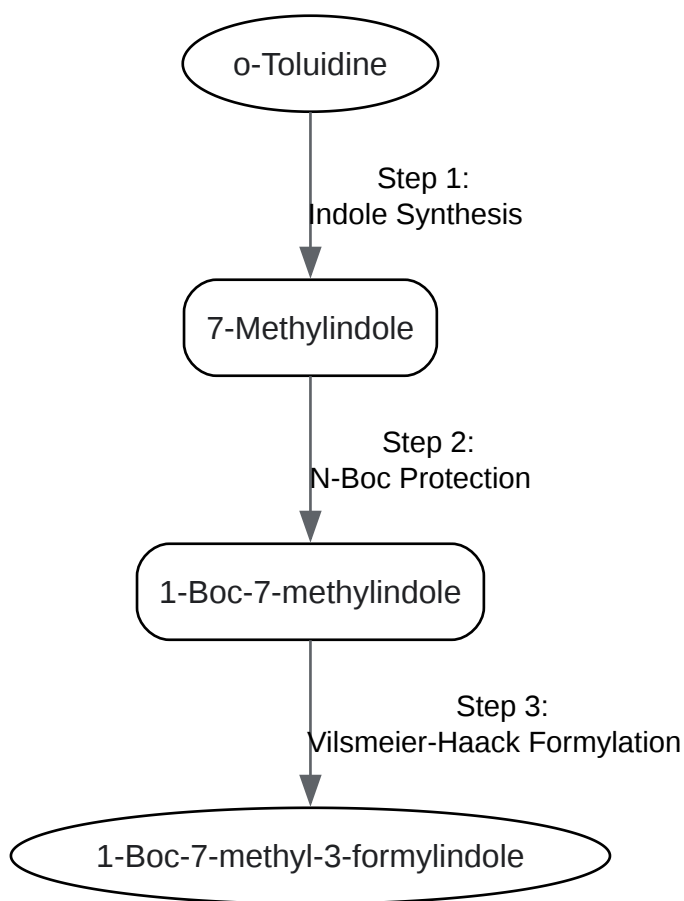 o-Toluidine
Step 1:
Indole Synthesis
7-Methylindole
Step 2:
N-Boc Protection
1-Boc-7-methylindole
Step 3:
Vilsmeier-Haack Formylation
1-Boc-7-methyl-3-formylindole